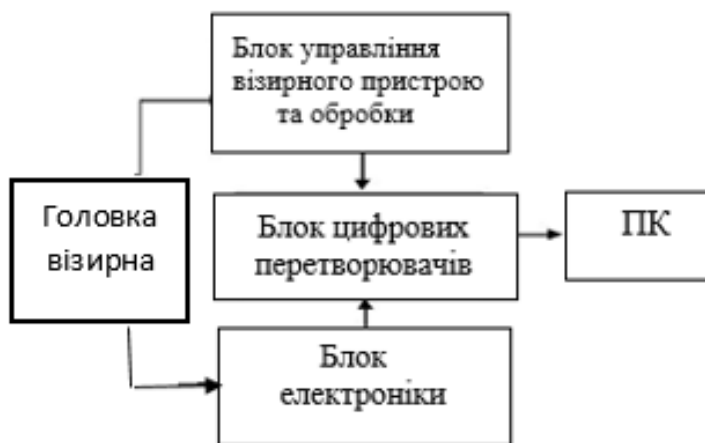 Блок управління
візирного пристрою
та обробки
Головка
візирна
Блок цифрових
перетворювачів
ПК
Блок
електроніки